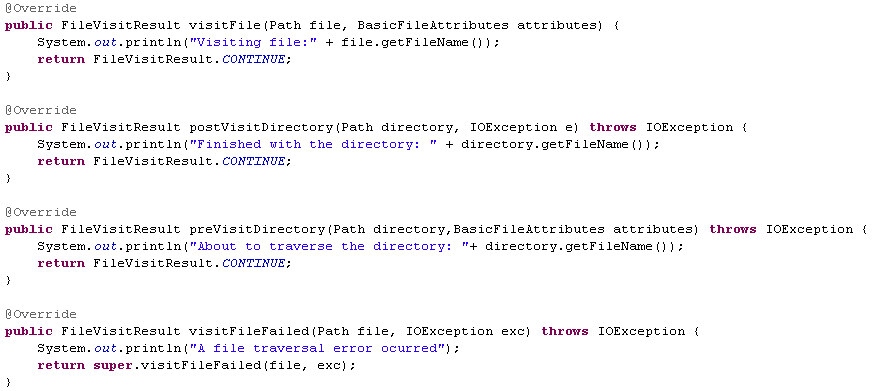 @Override
public FileVisitResult visitFile(Path file, BasicFileAttributes attributes) {
    System.out.println("Visiting file:" + file.getFileName());
    return FileVisitResult.CONTINUE;
}
@Override
public FileVisitResult postVisitDirectory(Path directory, IOException e) throws IOException {
    System.out.println("Finished with the directory: " + directory.getFileName());
    return FileVisitResult.CONTINUE;
}
@Override
public FileVisitResult preVisitDirectory(Path directory,BasicFileAttributes attributes) throws IOException {
    System.out.println("About to traverse the directory: "+ directory.getFileName());
    return FileVisitResult.CONTINUE;
}
@Override
public FileVisitResult visitFileFailed(Path file, IOException exc) throws IOException {
    System.out.println("A file traversal error ocurred");
    return super.visitFileFailed(file, exc);
}